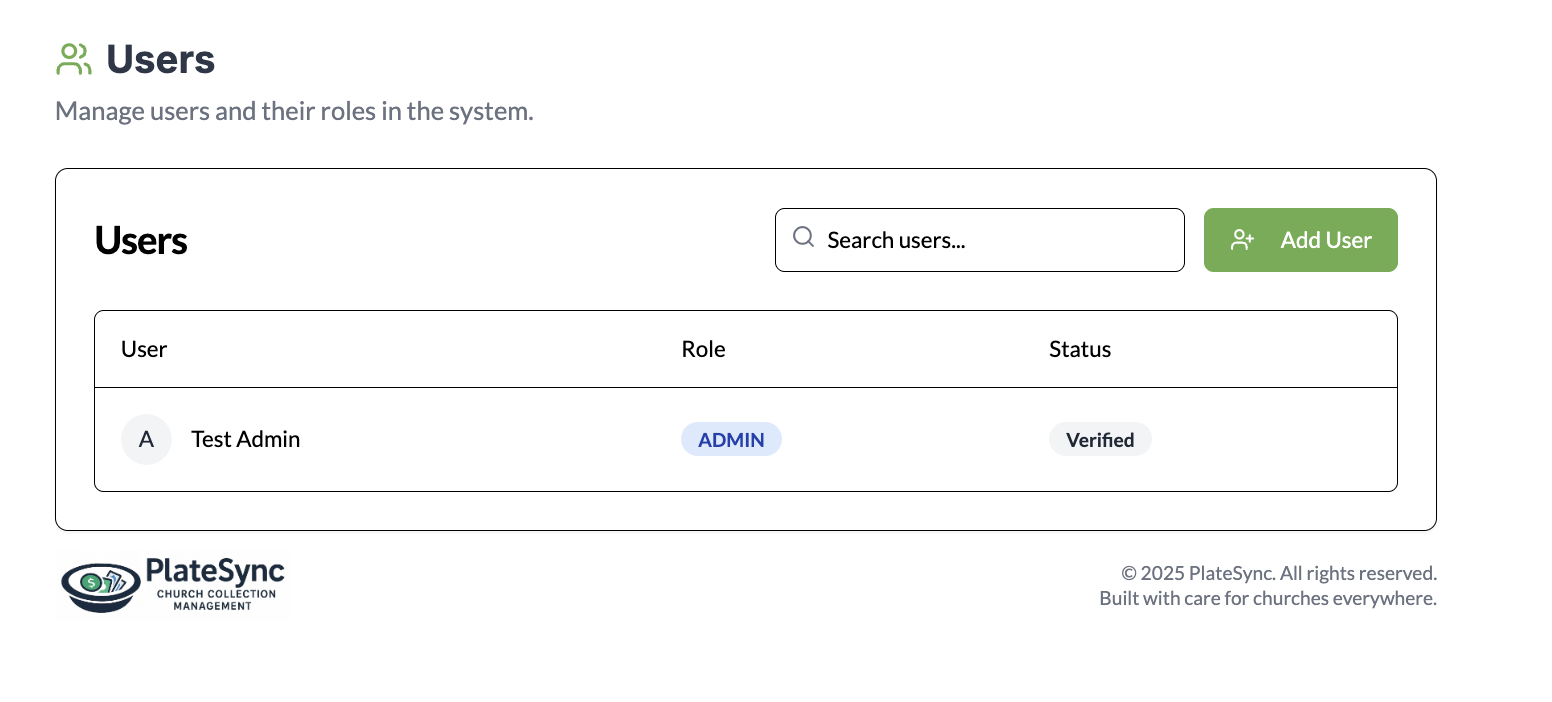 Users
Manage users and their roles in the system.
Users
Search users...
Add User
User Role Status
A Test Admin ADMIN Verified
PlateSync
CHURCH COLLECTION
MANAGEMENT
$
© 2025 PlateSync. All rights reserved.
Built with care for churches everywhere.